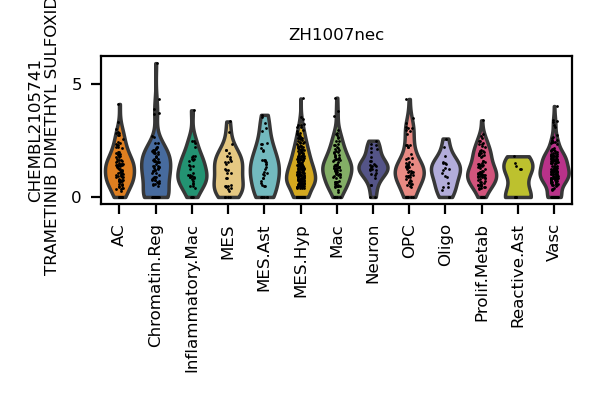 ZH1007nec
CHEMBL2105741
TRAMETINIB DIMETHYL SULFOXID
5
0
AC
Chromatin.Reg
Inflammatory.Mac
MES
MES.Ast
MES.Hyp
Mac
Neuron
OPC
Oligo
Prolif.Metab
Reactive.Ast
Vasc